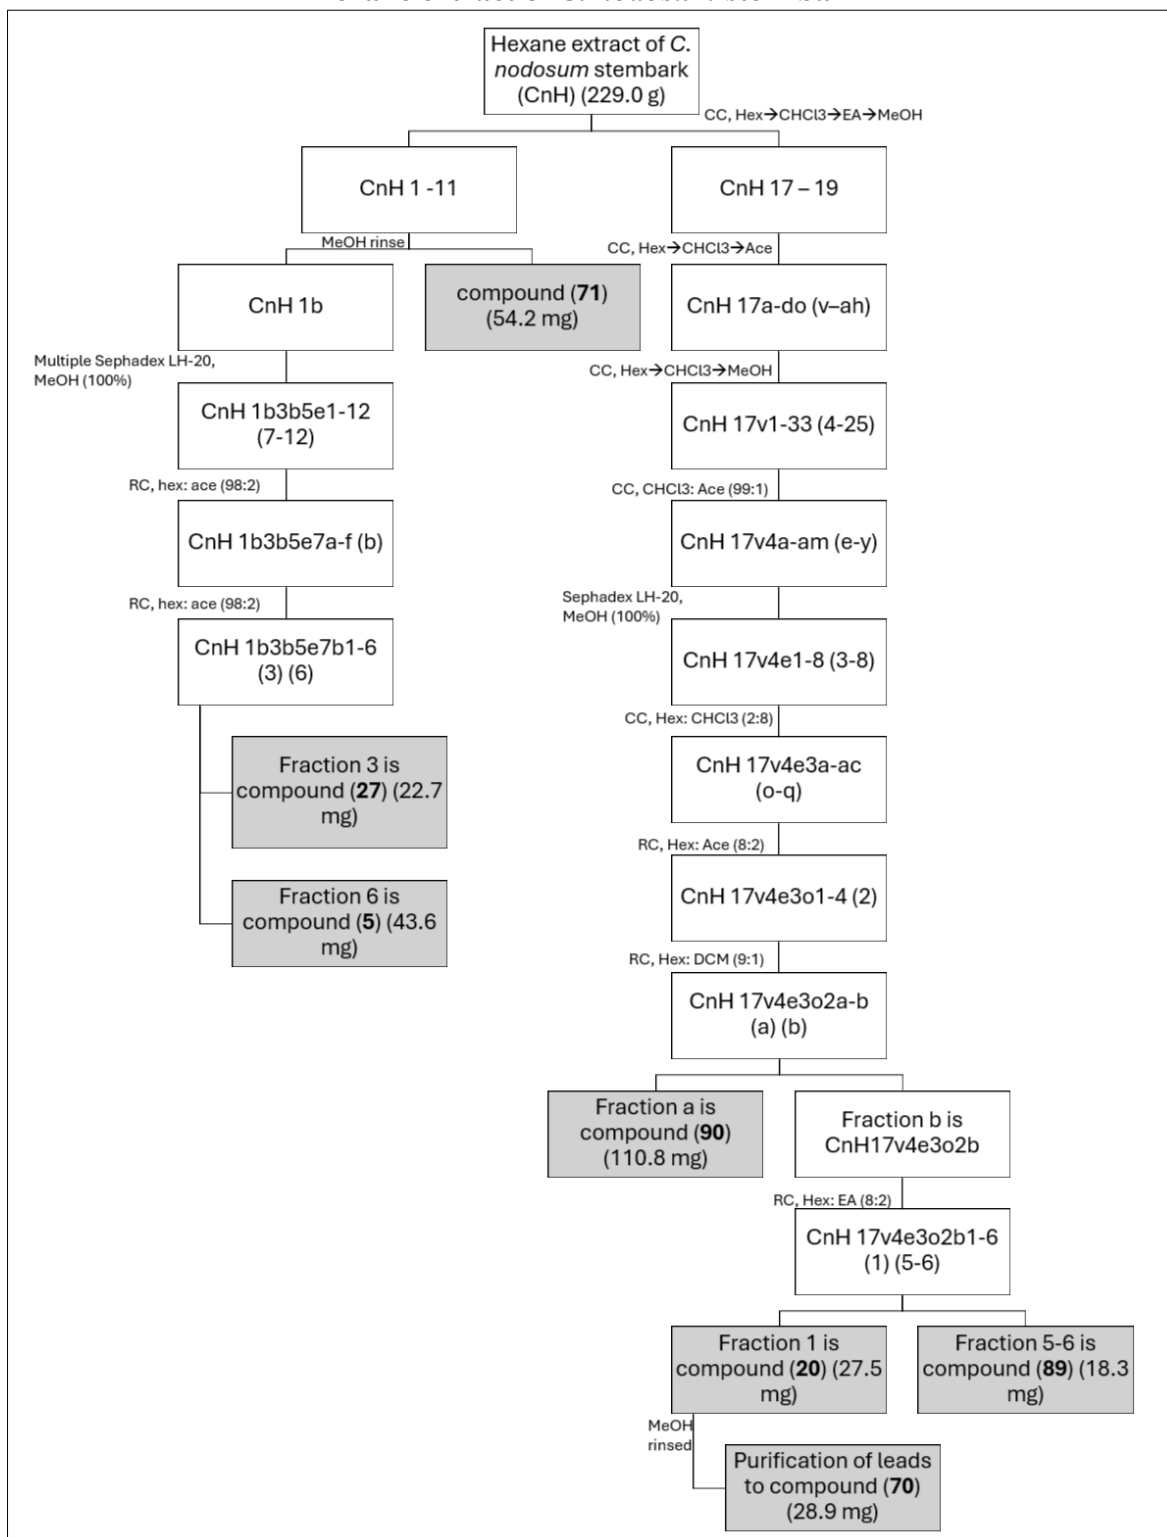 Hexane extract of C.
nodosum stembark
(CnH) (229.0 g)
CC, Hex→CHCl3→EA→MeOH
CnH 1 -11
CnH 17 – 19
MeOH rinse
CC, Hex→CHCl3→Ace
CnH 1b
compound (71)
(54.2 mg)
CnH 17a-do (v–ah)
Multiple Sephadex LH-20,
MeOH (100%)
CC, Hex→CHCl3→MeOH
CnH 1b3b5e1-12
(7-12)
CnH 17v1-33 (4-25)
RC, hex: ace (98:2)
CC, CHCl3: Ace (99:1)
CnH 1b3b5e7a-f (b)
CnH 17v4a-am (e-y)
RC, hex: ace (98:2)
Sephadex LH-20,
MeOH (100%)
CnH 1b3b5e7b1-6
(3) (6)
CnH 17v4e1-8 (3-8)
CC, Hex: CHCl3 (2:8)
Fraction 3 is
compound (27) (22.7
mg)
CnH 17v4e3a-ac
(o-q)
RC, Hex: Ace (8:2)
Fraction 6 is
compound (5) (43.6
mg)
CnH 17v4e3o1-4 (2)
RC, Hex: DCM (9:1)
CnH 17v4e3o2a-b
(a) (b)
Fraction a is
compound (90)
(110.8 mg)
Fraction b is
CnH17v4e3o2b
RC, Hex: EA (8:2)
CnH 17v4e3o2b1-6
(1) (5-6)
Fraction 1 is
compound (20) (27.5
mg)
Fraction 5-6 is
compound (89) (18.3
mg)
MeOH
rinsed
Purification of leads
to compound (70)
(28.9 mg)